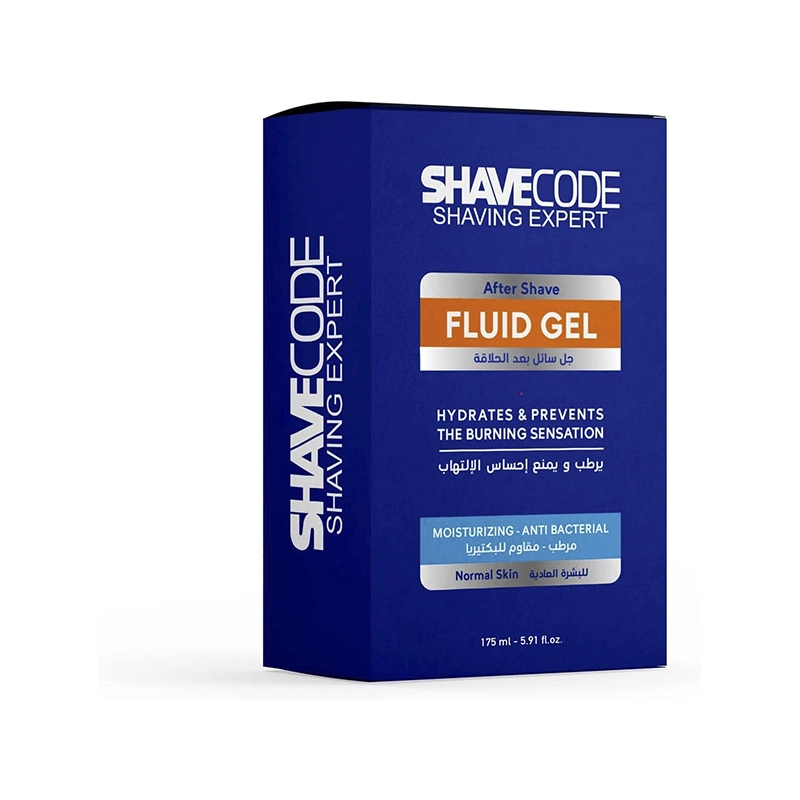 SHAVECODE
SHAVING EXPERT
SHAVECODE
SHAVING EXPERT
After Shave
FLUID GEL
جل سائل بعد الحلاقة
HYDRATES & PREVENTS
THE BURNING SENSATION
يرطب و يمنع إحساس الإلتهاب
MOISTURIZING - ANTI BACTERIAL
مرطب - مقاوم للبكتيريا
Normal Skin للبشرة العادية
175 ml - 5.91 fl.oz.